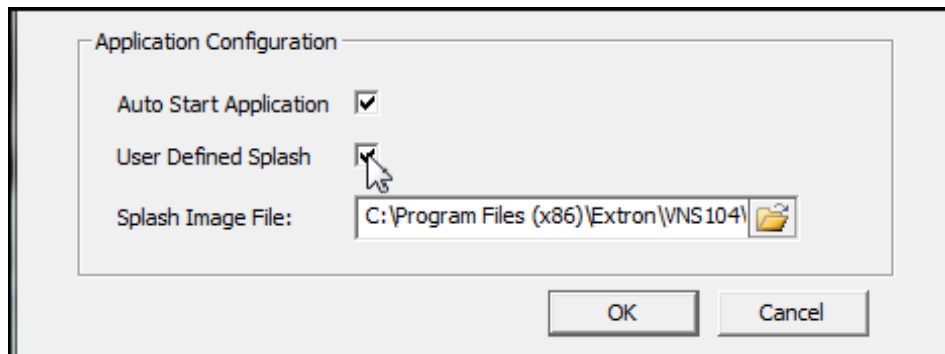 Application Configuration
Auto Start Application
User Defined Splash
Splash Image File: C:\Program Files (x86)\Extron\VNS104\
OK Cancel